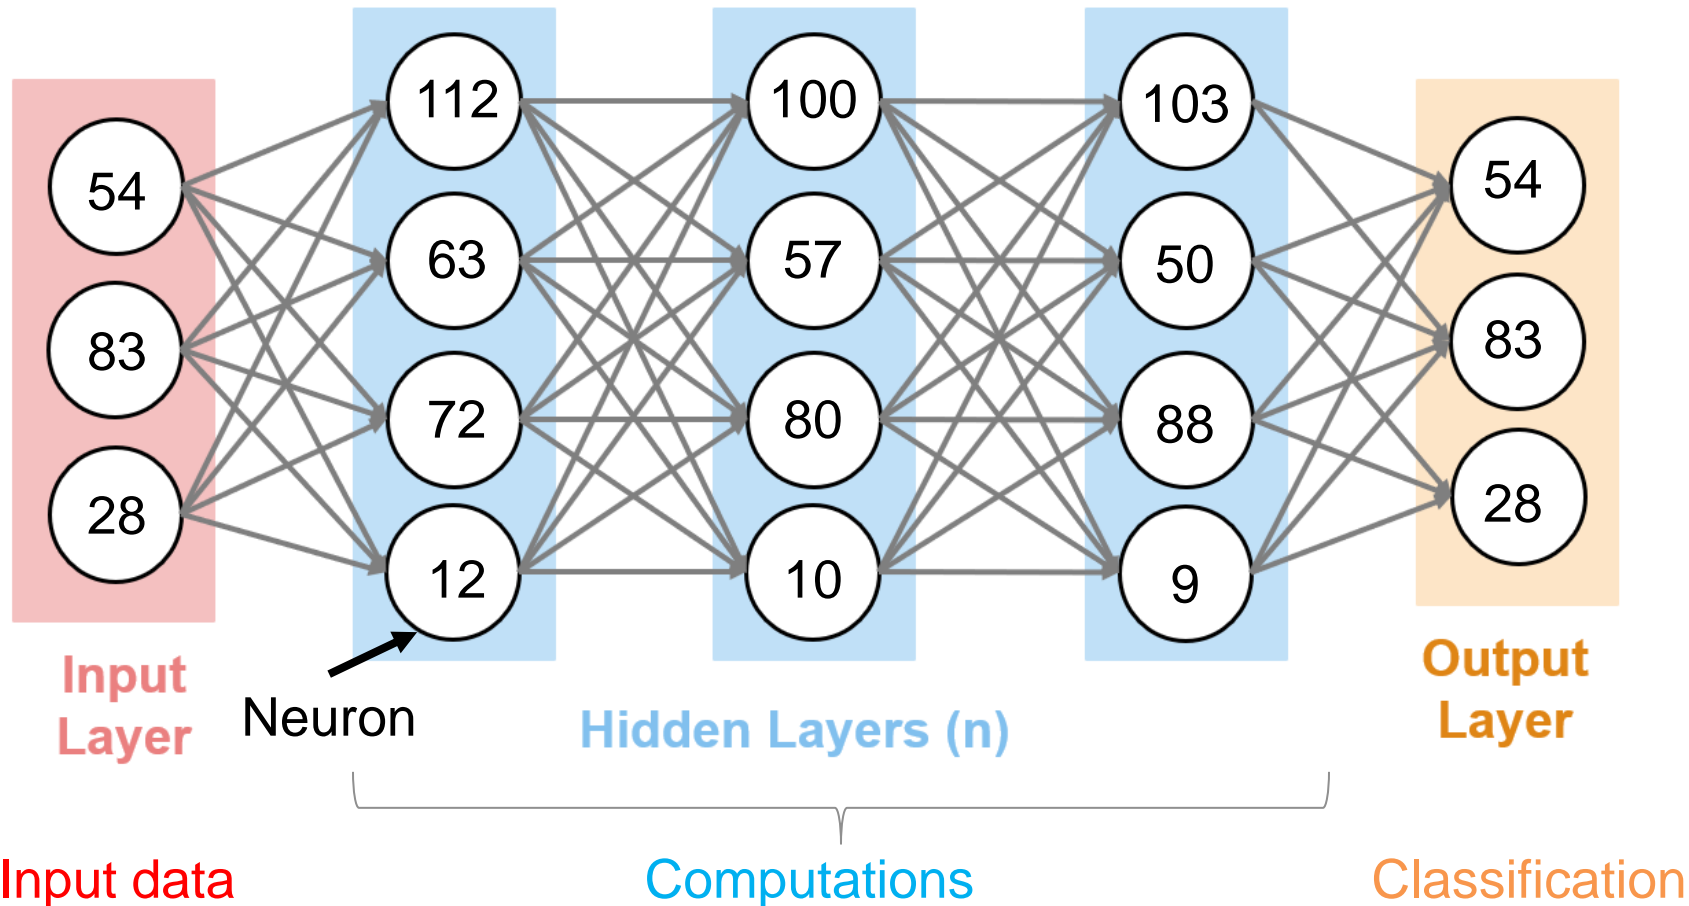 112
100
103
54
54
63
57
50
83
83
72
80
88
28
28
12
10
9
Input
Layer
Neuron
Hidden Layers (n)
Output
Layer
Input data
Computations
Classification